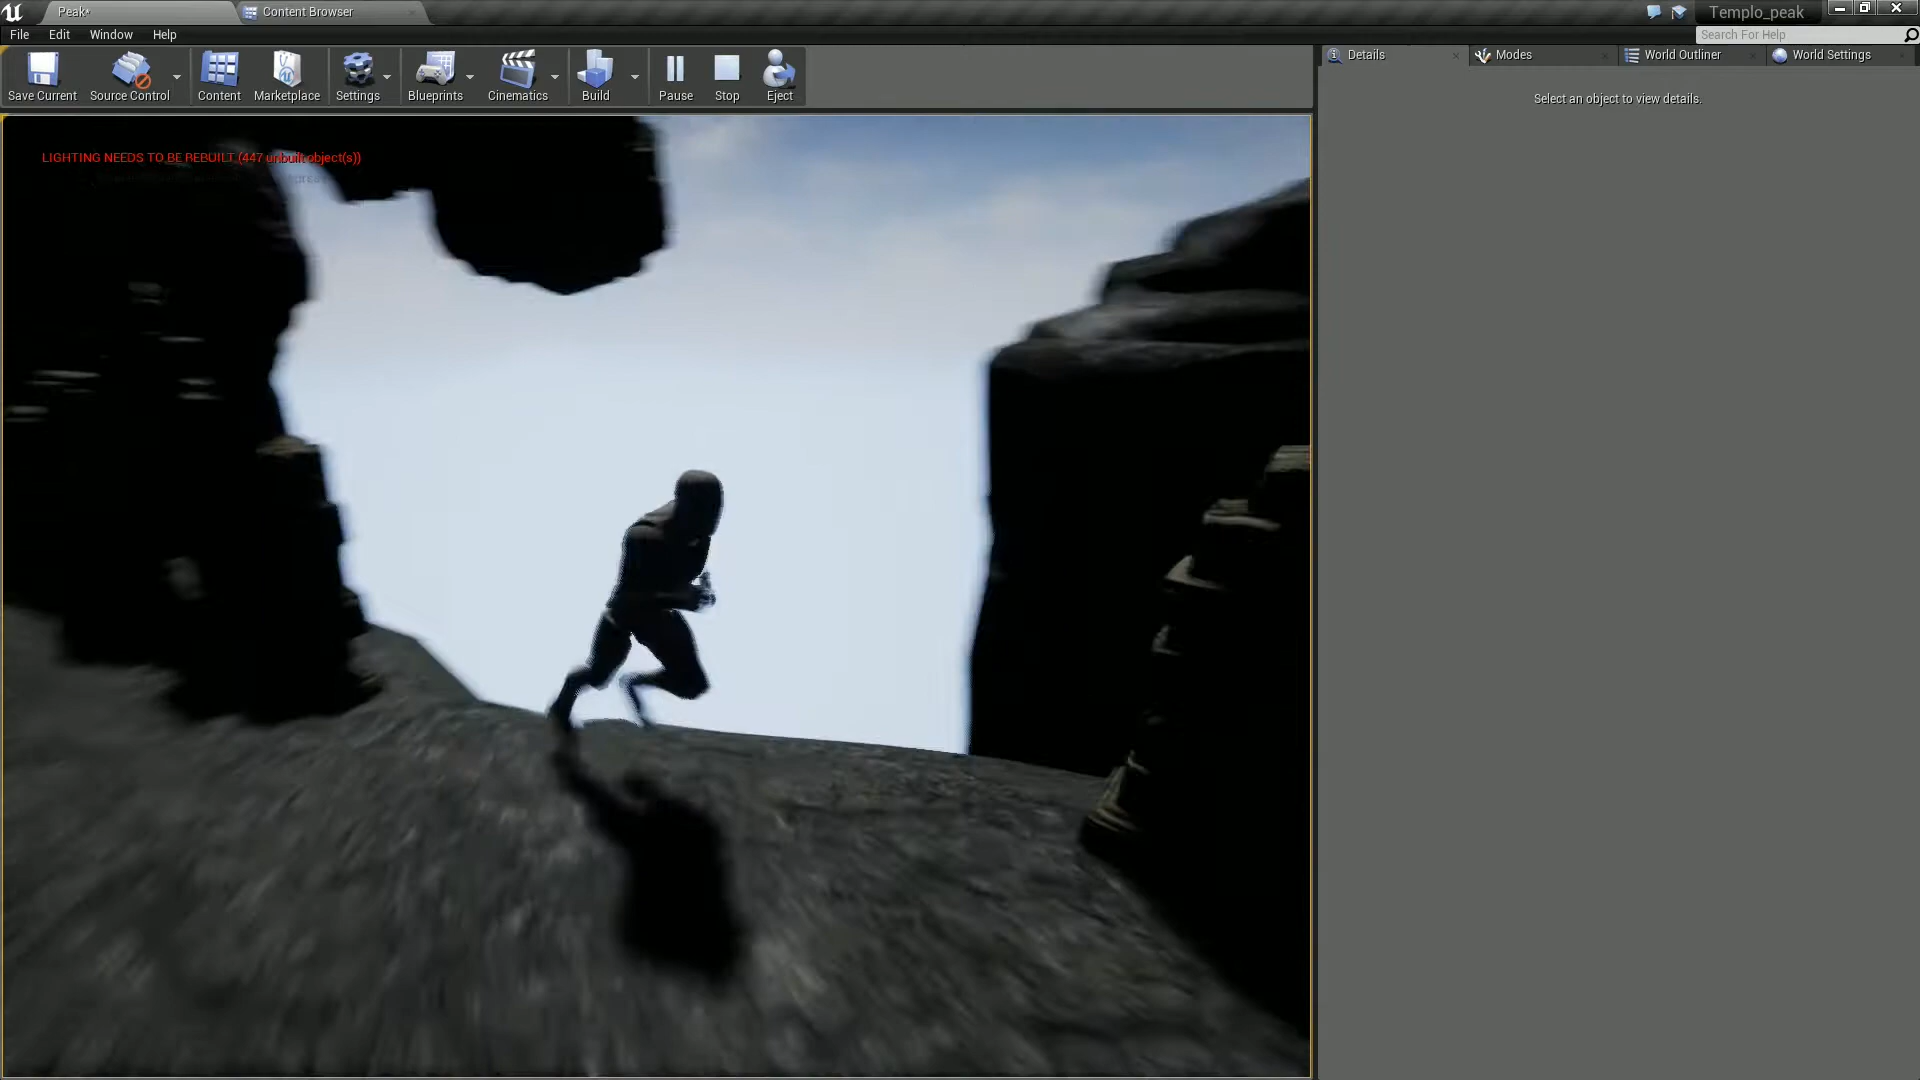 Peak*
Content Browser
Templo_peak
File Edit Window Help
Search For Help
Save Current
Source Control
Content
Marketplace
Settings
Blueprints
Cinematics
Build
Pause
Stop
Eject
Details
Modes
World Outliner
World Settings
Select an object to view details.
LIGHTING NEEDS TO BE REBUILT (447 unbuilt object(s))